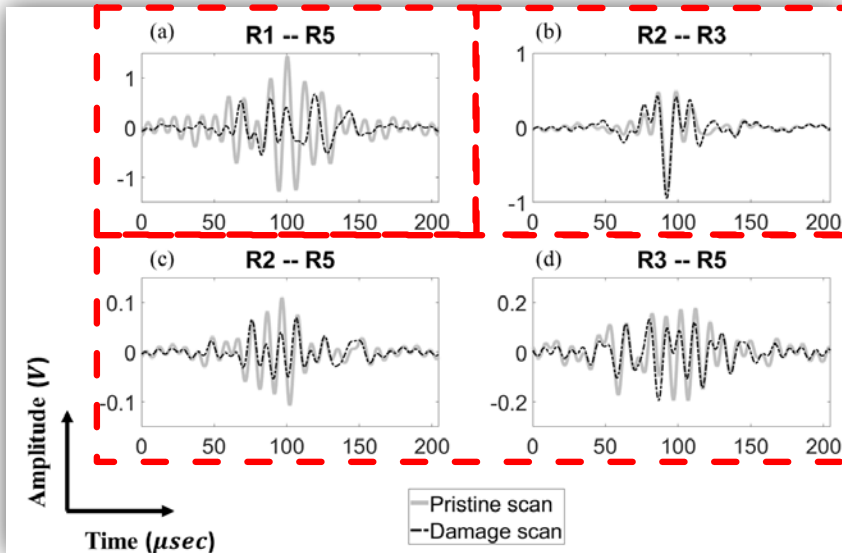 (a) R1 -- R5
1
0
-1
0 50 100 150 200
(b) R2 -- R3
1
0
-1
0 50 100 150 200
(c) R2 -- R5
0.1
0
-0.1
0 50 100 150 200
(d) R3 -- R5
0.2
0
-0.2
0 50 100 150 200
Amplitude (V)
Time (μsec)
Pristine scan
Damage scan